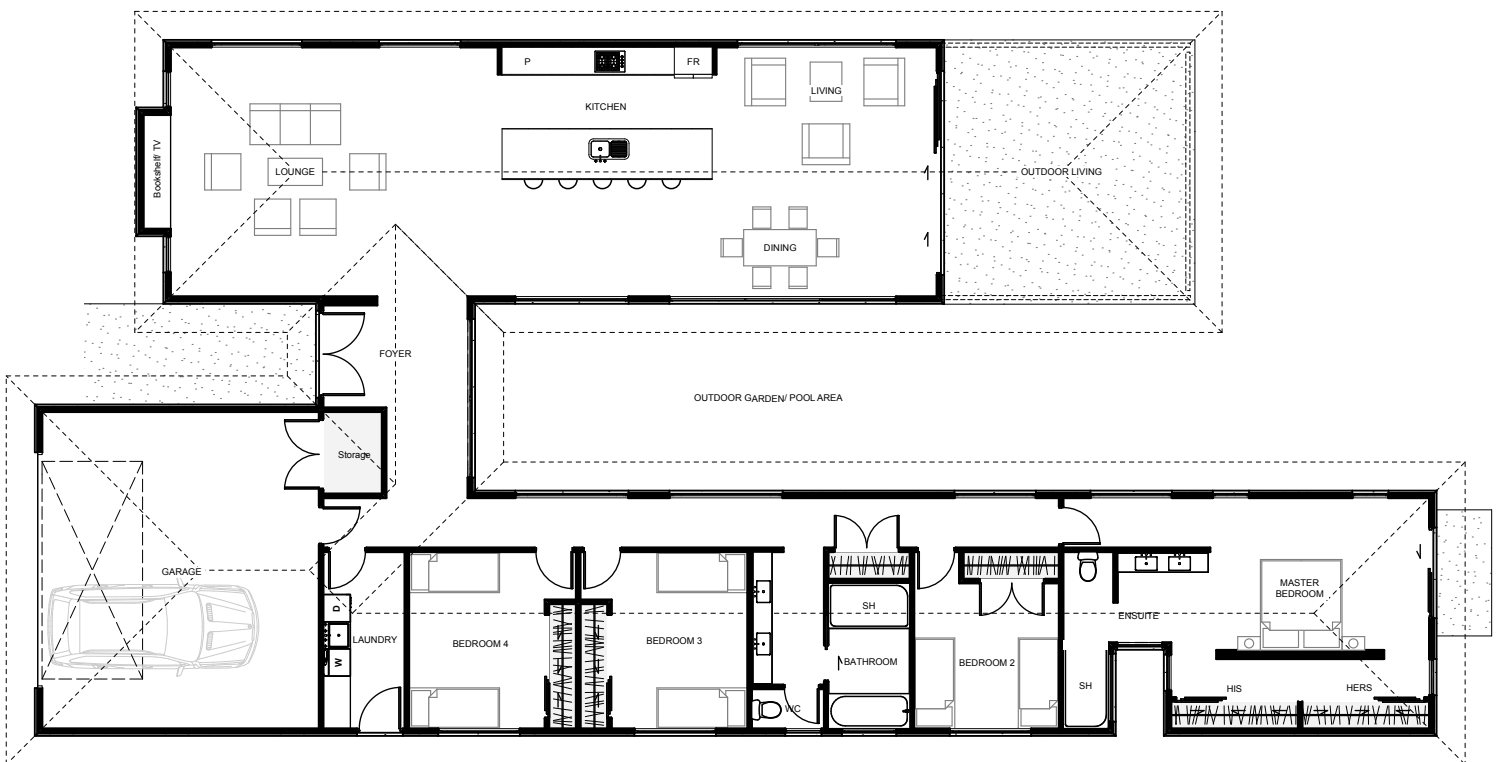 P
FR
LIVING
KITCHEN
Bookshelf/ TV
LOUNGE
OUTDOOR LIVING
DINING
FOYER
OUTDOOR GARDEN/ POOL AREA
Storage
GARAGE
MASTER
BEDROOM
D
SH
ENSUITE
LAUNDRY
BEDROOM 4
BEDROOM 3
W
BATHROOM
BEDROOM 2
SH
HIS
HERS
WC